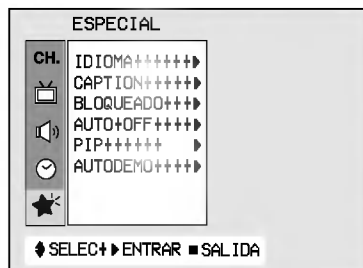 ESPECIAL
CH.
IDIOMA++++++▶
CAPTION+++++▶
BLOQUEADO+++▶
AUTO+OFF++++▶
PIP++++++ ▶
AUTODEMO++++▶
SELEC+ ▶ ENTRAR ■ SALIDA